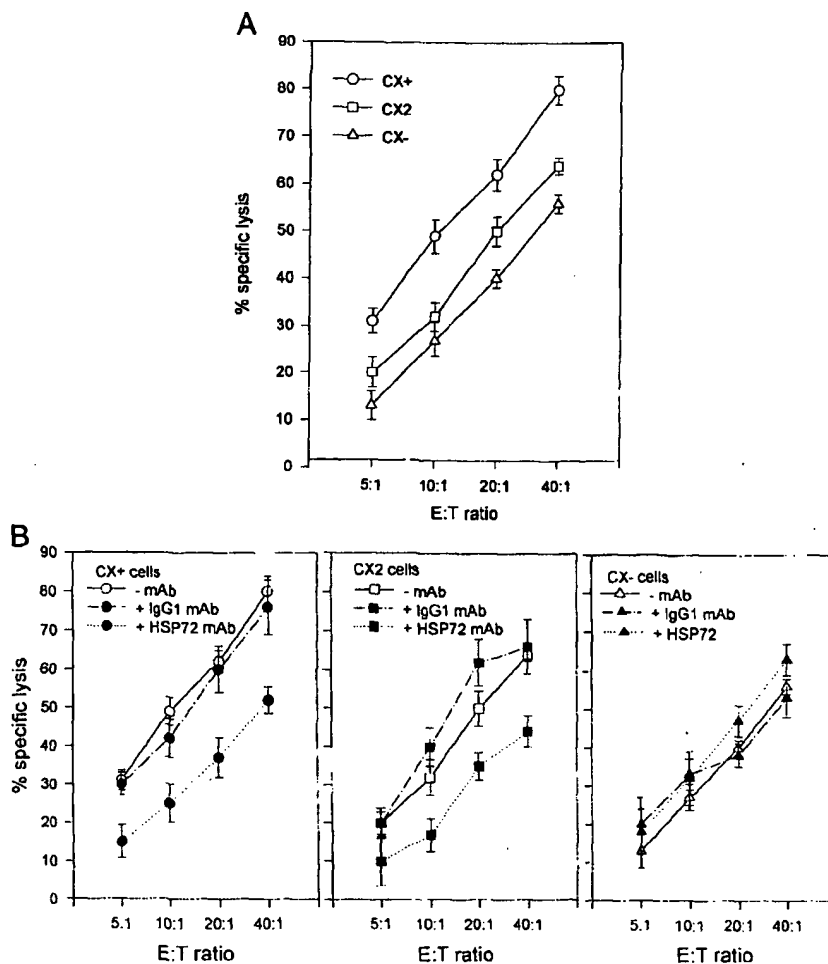 A
90
80
70
60
50
40
30
20
10
0
% specific lysis
CX+
CX2
CX-
5:1
10:1
20:1
40:1
E:T ratio
B
90
80
70
60
50
40
30
20
10
0
% specific lysis
CX+ cells
- mAb
+ IgG1 mAb
+ HSP72 mAb
5:1
10:1
20:1
40:1
E:T ratio
CX2 cells
- mAb
+ IgG1 mAb
+ HSP72 mAb
5:1
10:1
20:1
40:1
E:T ratio
CX- cells
- mAb
+ IgG1 mAb
+ HSP72
5:1
10:1
20:1
40:1
E:T ratio